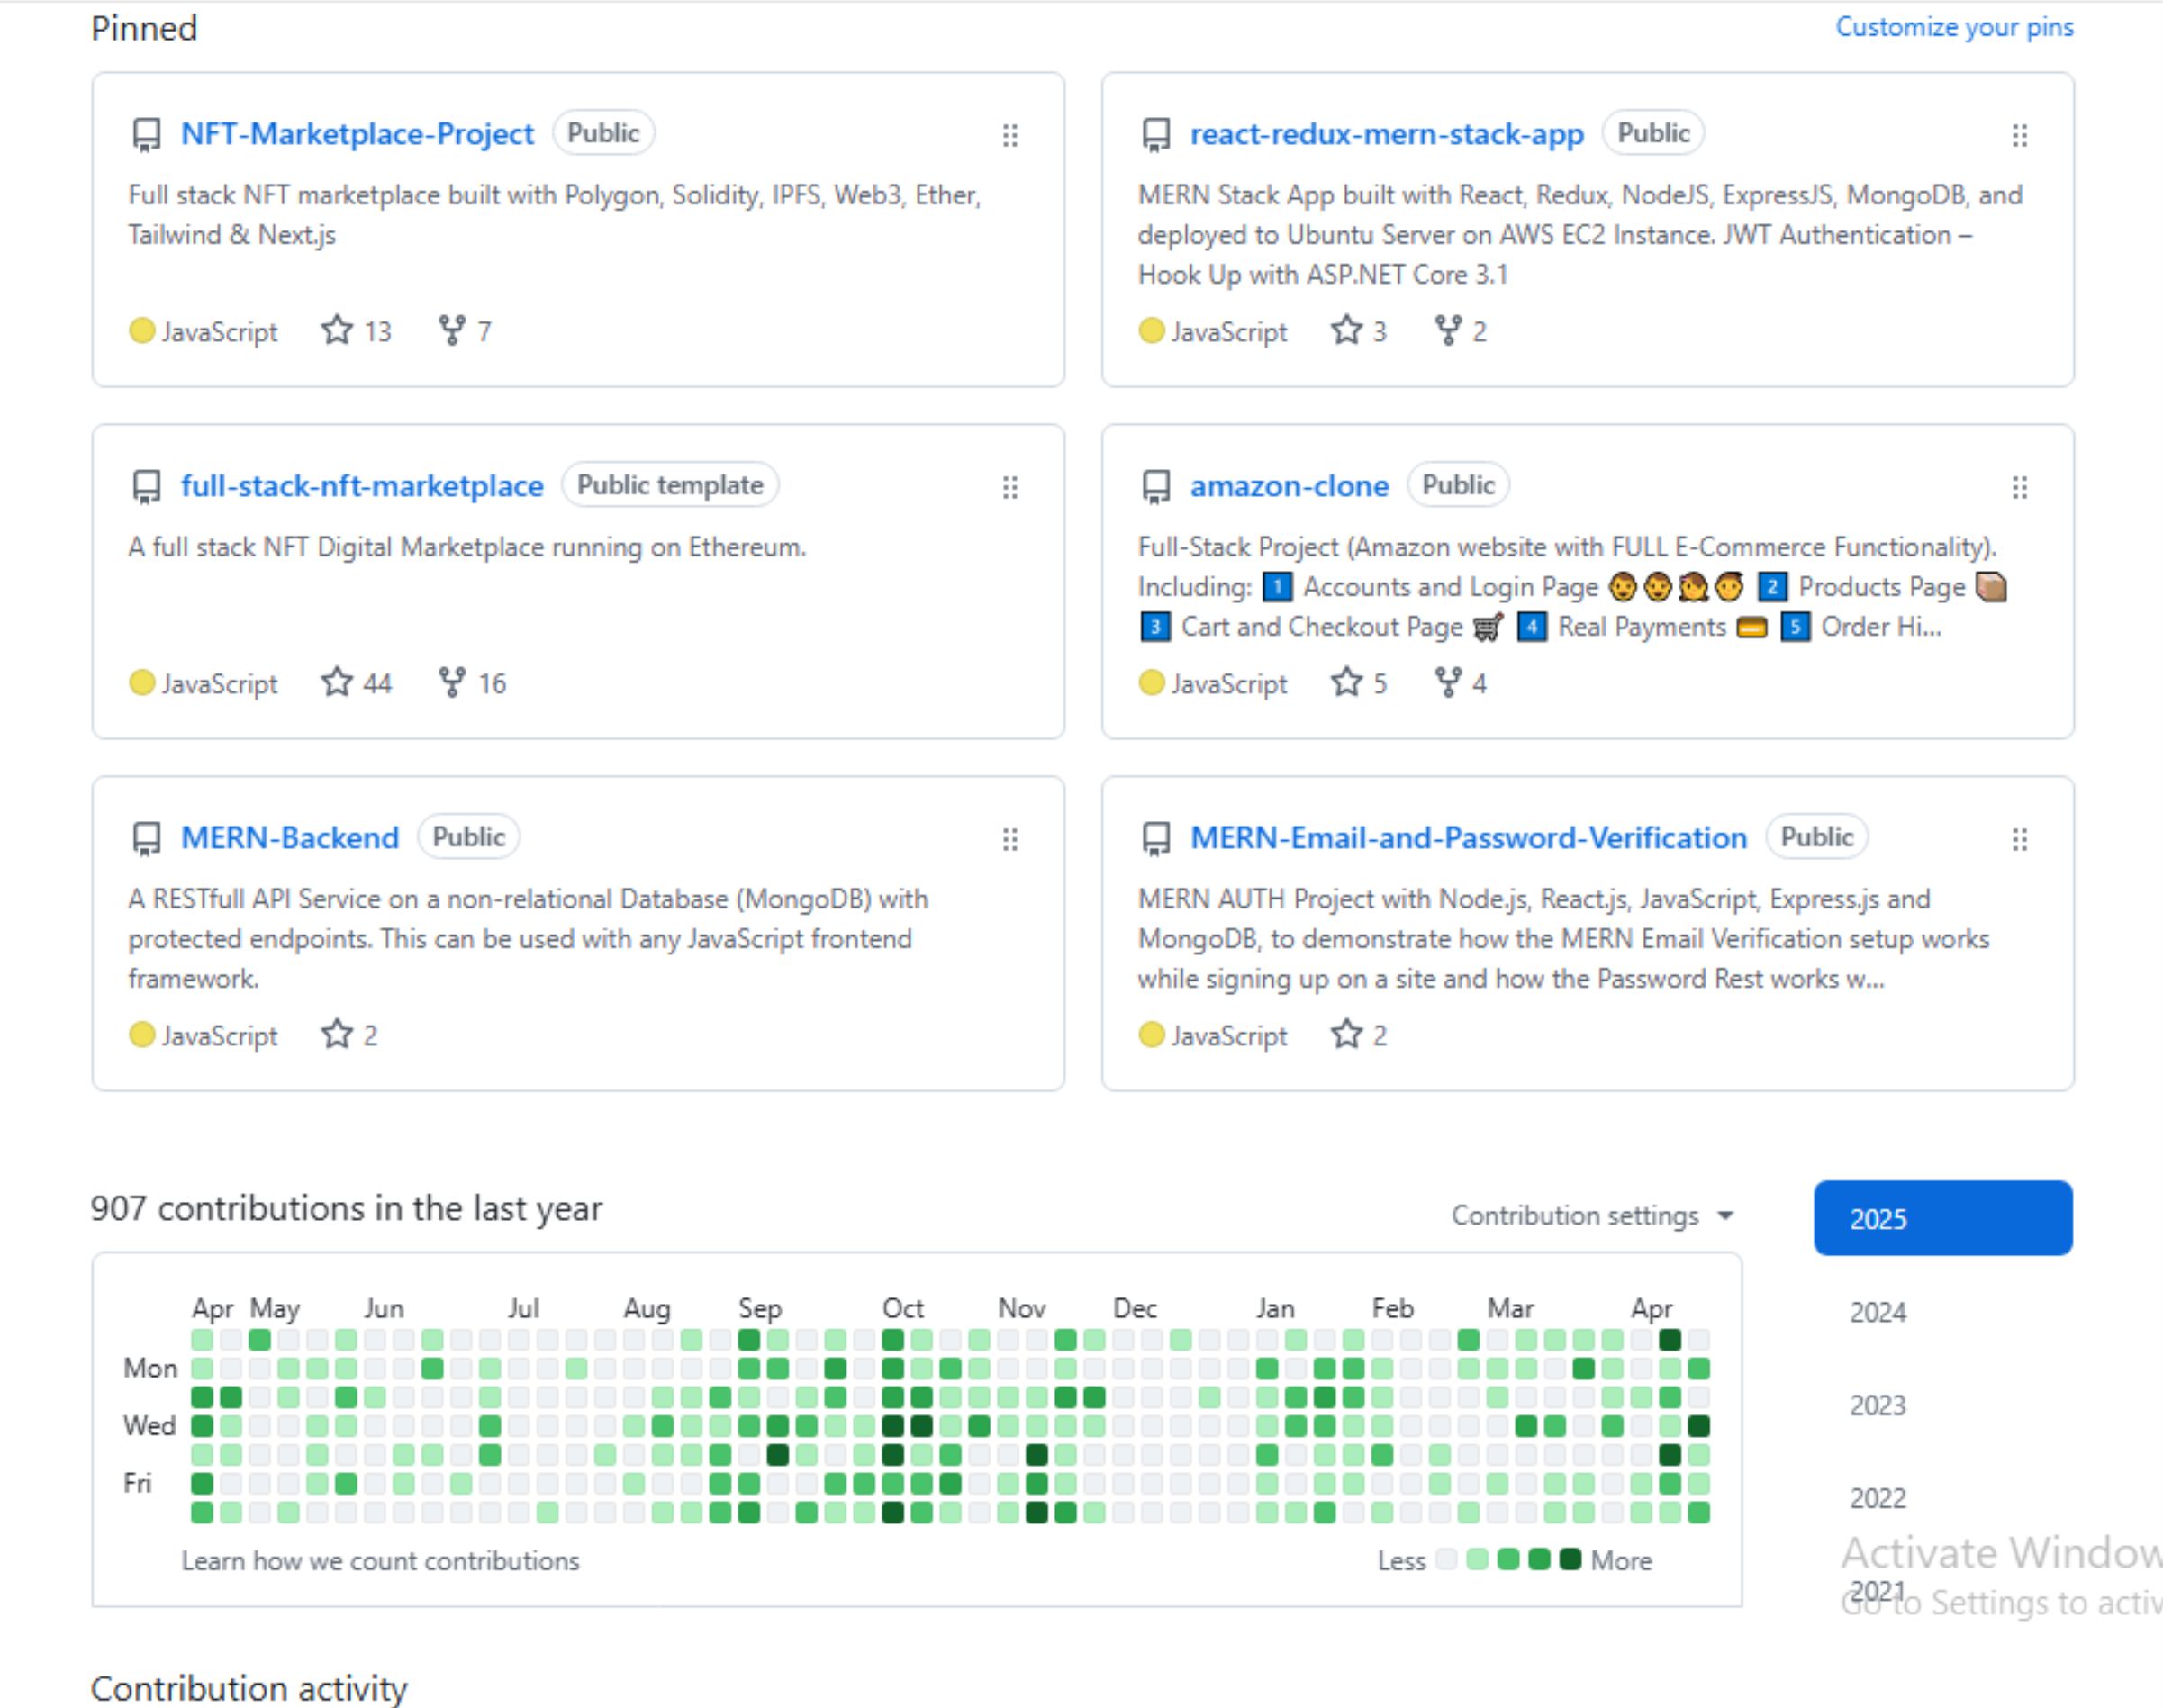 Pinned
Customize your pins
NFT-Marketplace-Project Public
Full stack NFT marketplace built with Polygon, Solidity, IPFS, Web3, Ether,
Tailwind & Next.js
JavaScript 13 7
react-redux-mern-stack-app Public
MERN Stack App built with React, Redux, NodeJS, ExpressJS, MongoDB, and
deployed to Ubuntu Server on AWS EC2 Instance. JWT Authentication –
Hook Up with ASP.NET Core 3.1
JavaScript 3 2
full-stack-nft-marketplace Public template
A full stack NFT Digital Marketplace running on Ethereum.
JavaScript 44 16
amazon-clone Public
Full-Stack Project (Amazon website with FULL E-Commerce Functionality).
Including: 1 Accounts and Login Page 2 Products Page
3 Cart and Checkout Page 4 Real Payments 5 Order Hi...
JavaScript 5 4
MERN-Backend Public
A RESTfull API Service on a non-relational Database (MongoDB) with
protected endpoints. This can be used with any JavaScript frontend
framework.
JavaScript 2
MERN-Email-and-Password-Verification Public
MERN AUTH Project with Node.js, React.js, JavaScript, Express.js and
MongoDB, to demonstrate how the MERN Email Verification setup works
while signing up on a site and how the Password Rest works w...
JavaScript 2
907 contributions in the last year
Contribution settings
Apr May Jun Jul Aug Sep Oct Nov Dec Jan Feb Mar Apr
Mon
Wed
Fri
Learn how we count contributions
Less More
2025
2024
2023
2022
2021
Activate Window
Go to Settings to activ
Contribution activity